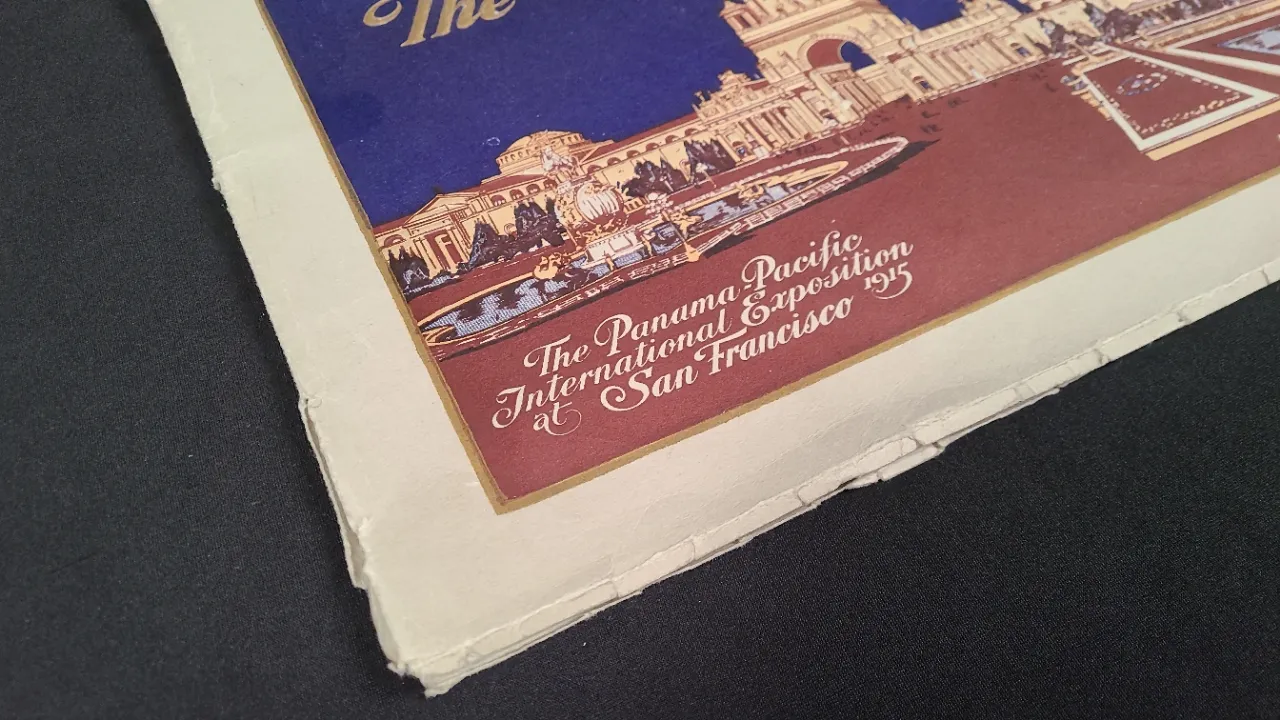 The
The Panama Pacific
International Exposition
at San Francisco 1915